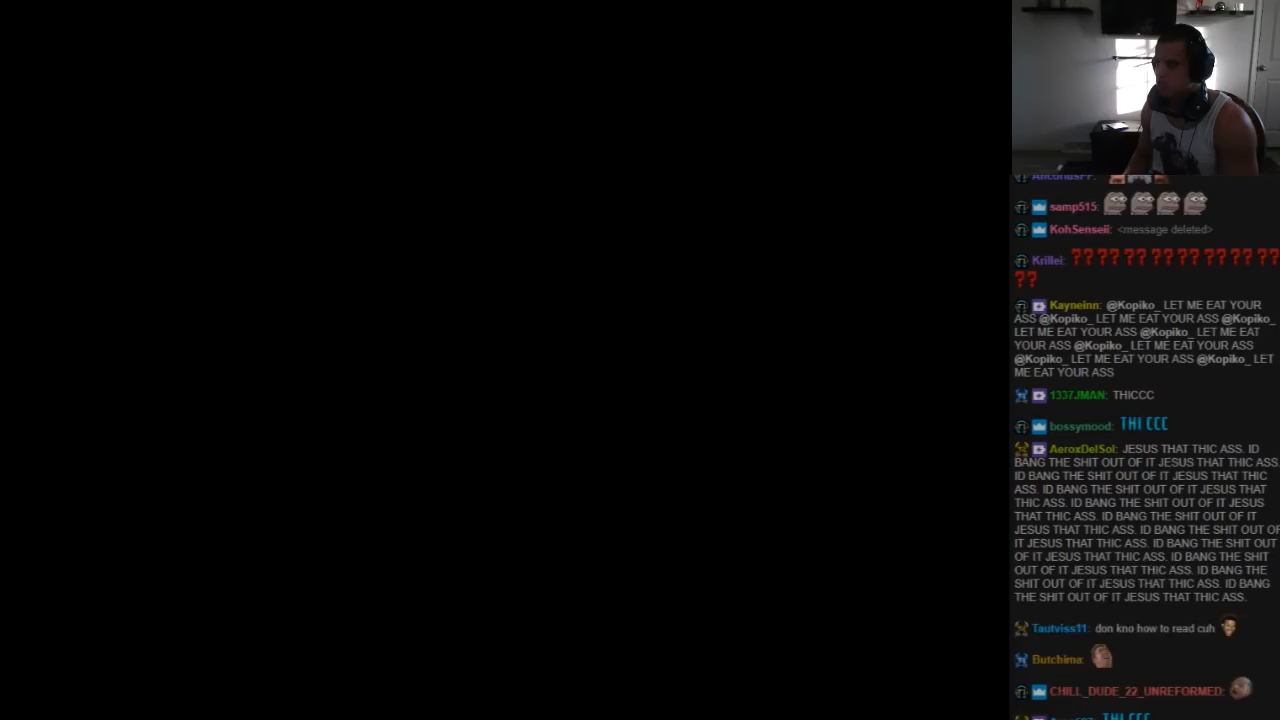 samp515:
KohSenseii: <message deleted>
Krillei: ?? ?? ?? ?? ?? ?? ?? ??
??
Kayneinn: @Kopiko_ LET ME EAT YOUR
ASS @Kopiko_ LET ME EAT YOUR ASS @Kopiko_
LET ME EAT YOUR ASS @Kopiko_ LET ME EAT
YOUR ASS @Kopiko_ LET ME EAT YOUR ASS
@Kopiko_ LET ME EAT YOUR ASS @Kopiko_ LET
ME EAT YOUR ASS
1337JMAN: THICCC
bossymood: THICCC
AeroxDelSol: JESUS THAT THIC ASS. ID
BANG THE SHIT OUT OF IT JESUS THAT THIC ASS.
ID BANG THE SHIT OUT OF IT JESUS THAT THIC
ASS. ID BANG THE SHIT OUT OF IT JESUS THAT
THIC ASS. ID BANG THE SHIT OUT OF IT JESUS
THAT THIC ASS. ID BANG THE SHIT OUT OF IT
JESUS THAT THIC ASS. ID BANG THE SHIT OUT OF
IT JESUS THAT THIC ASS. ID BANG THE SHIT OUT
OF IT JESUS THAT THIC ASS. ID BANG THE SHIT
OUT OF IT JESUS THAT THIC ASS. ID BANG THE
SHIT OUT OF IT JESUS THAT THIC ASS. ID BANG
THE SHIT OUT OF IT JESUS THAT THIC ASS.
Tautviss11: don kno how to read cuh
Butchima:
CHILL_DUDE_22_UNREFORMED:
THICCC